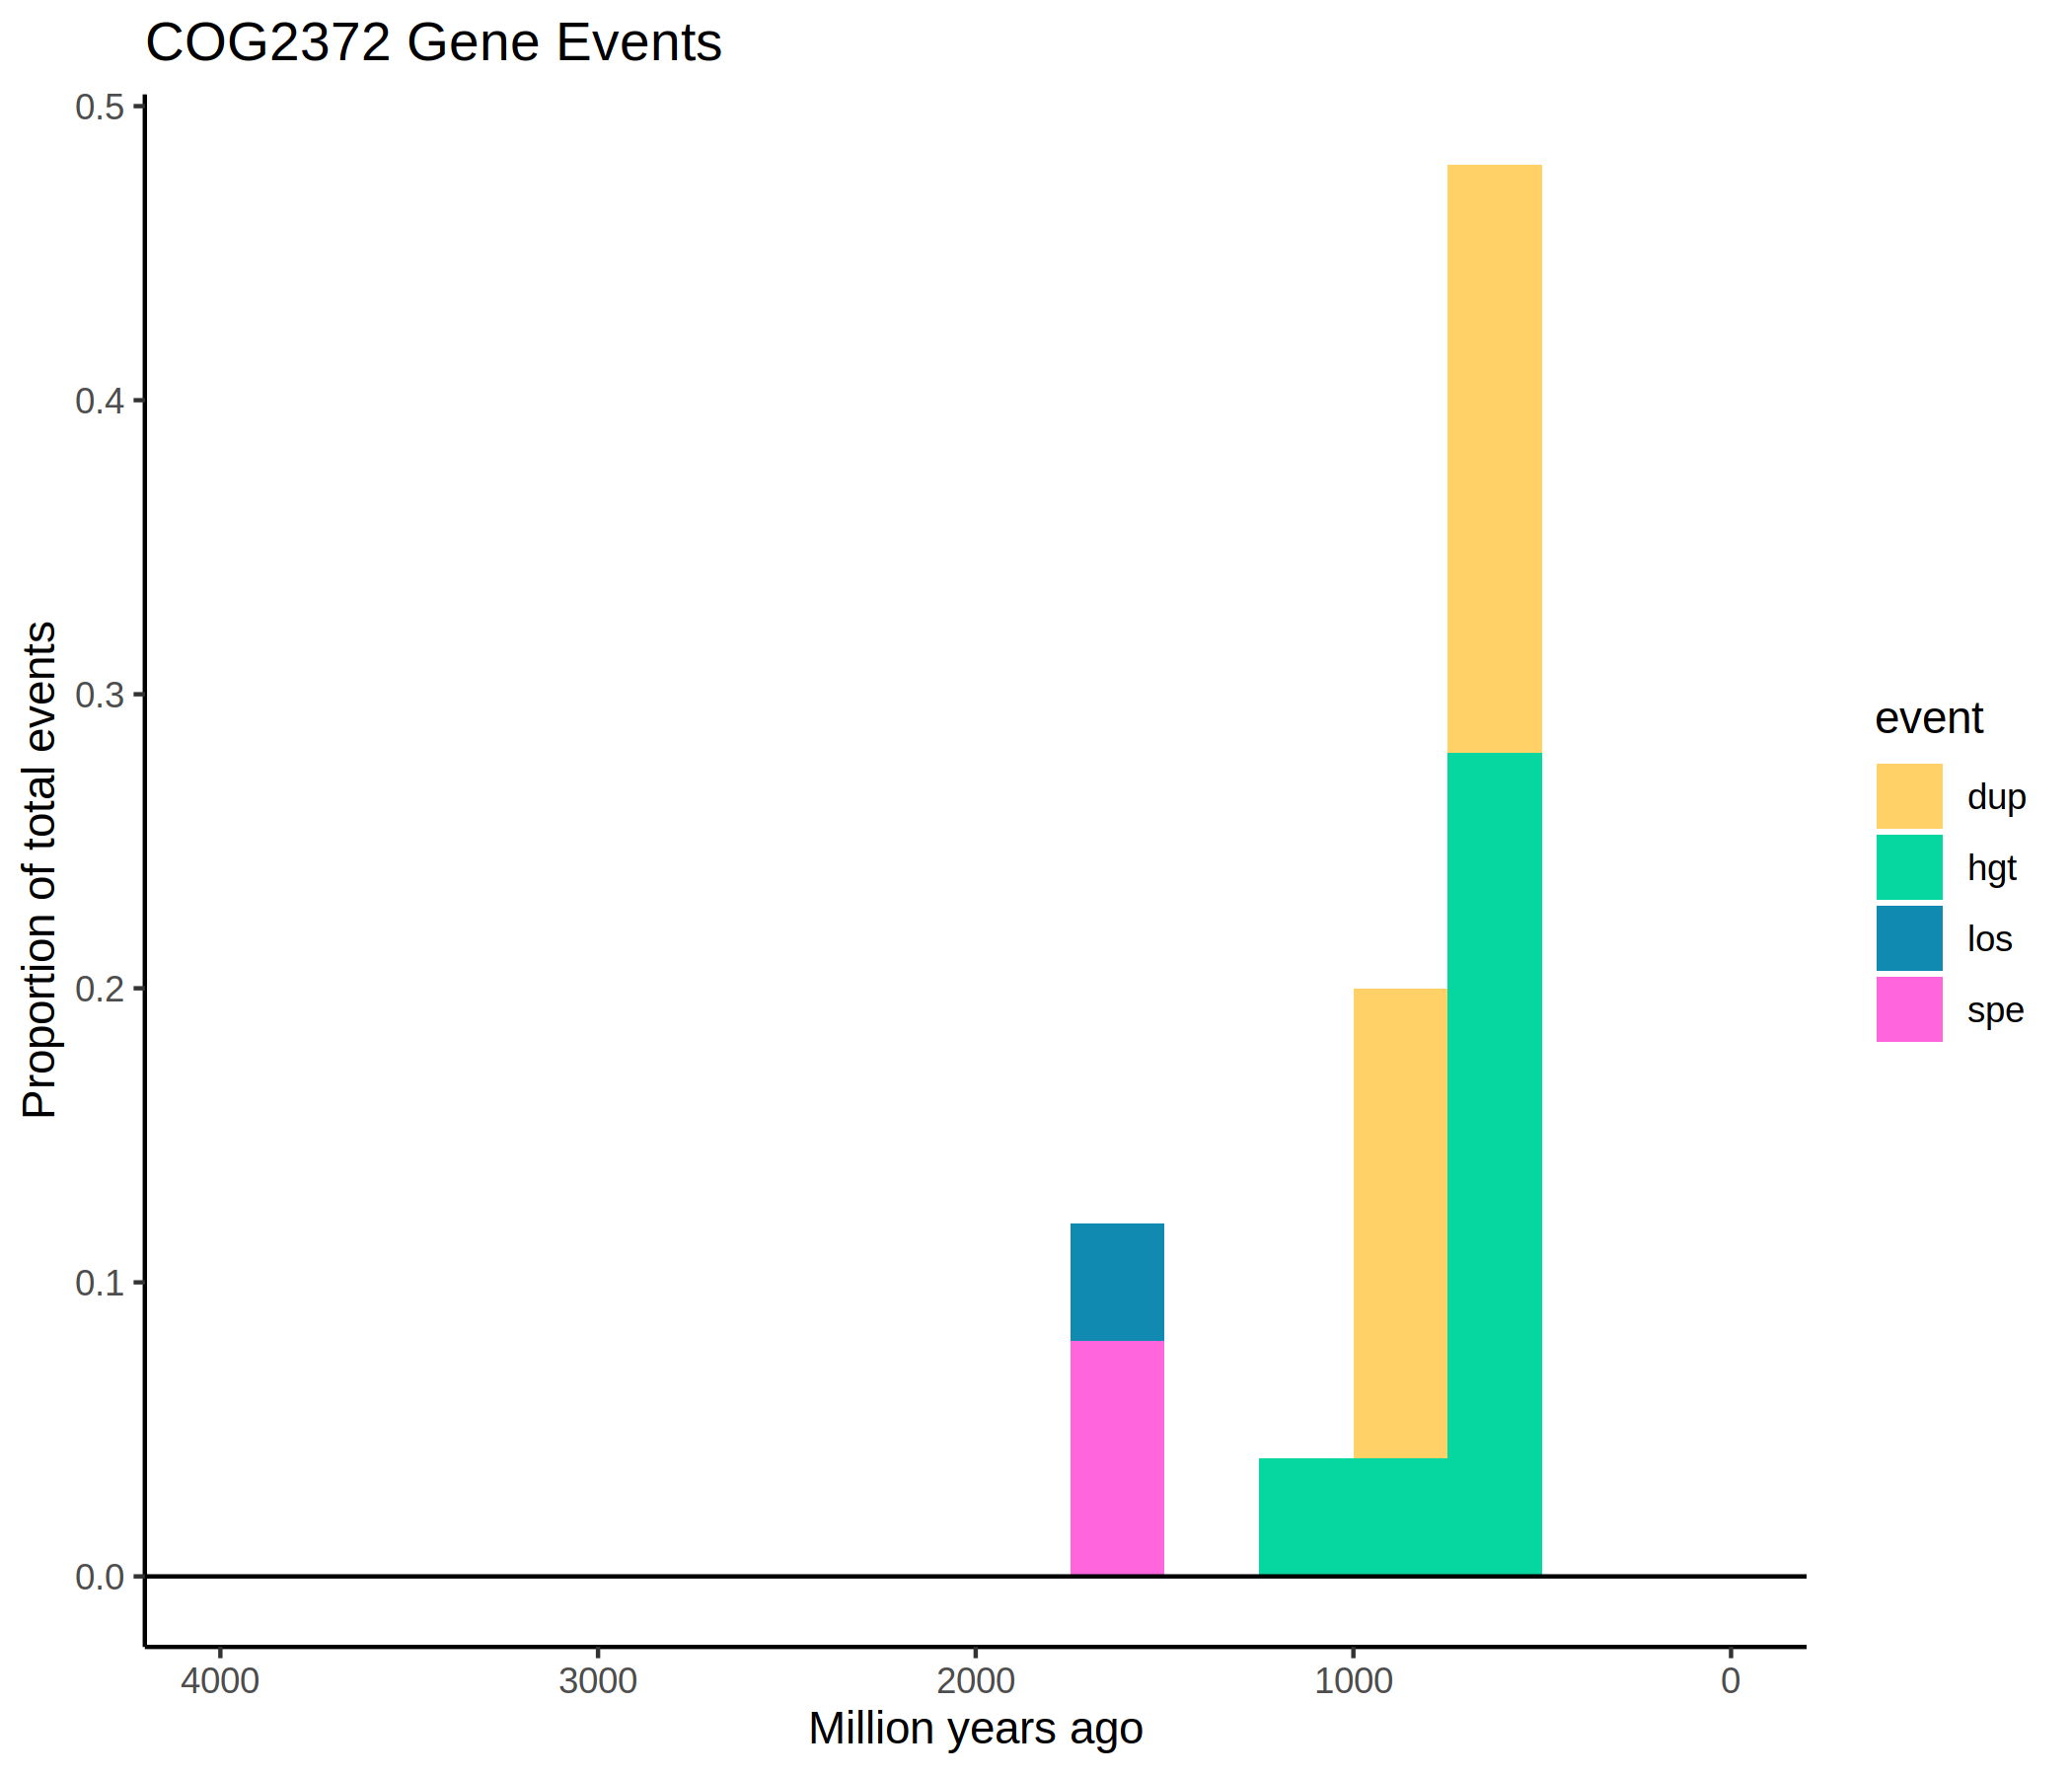 COG2372 Gene Events
0.5
0.4
0.3
0.2
0.1
0.0
Proportion of total events
4000 3000 2000 1000 0
Million years ago
event
dup
hgt
los
spe